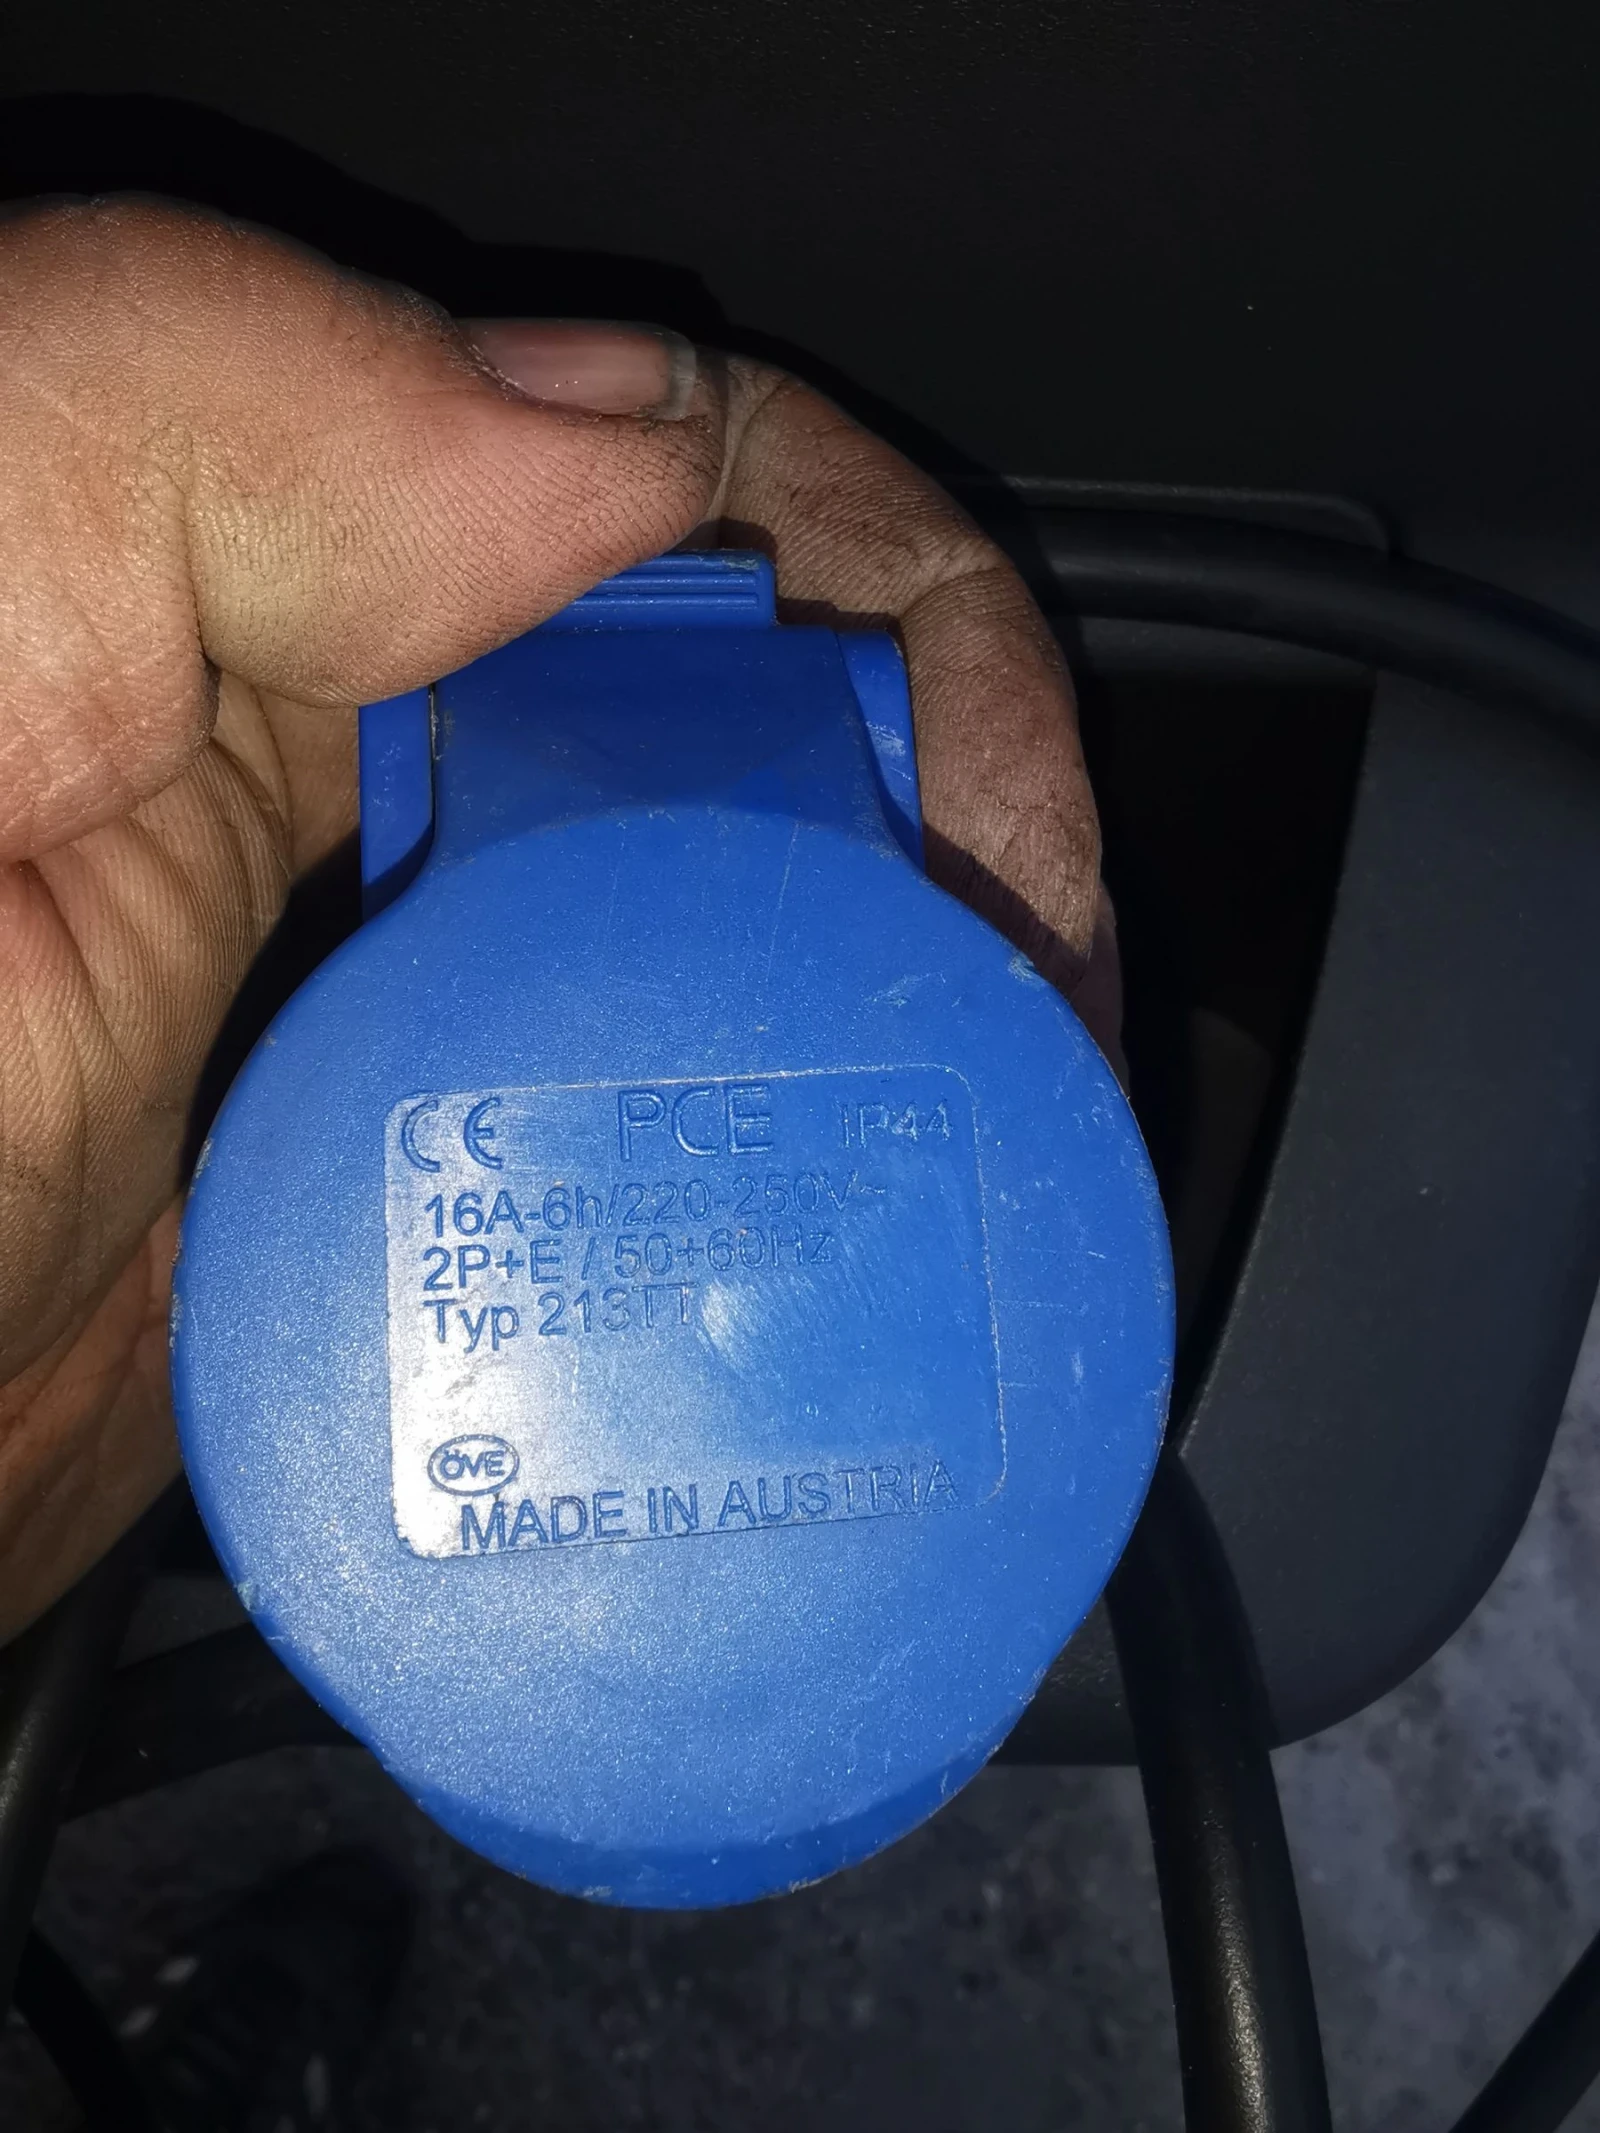 CE PCE IP44
16A-6h/220-250V~
2P+E / 50+60Hz
Typ 213TT
ÖVE
MADE IN AUSTRIA